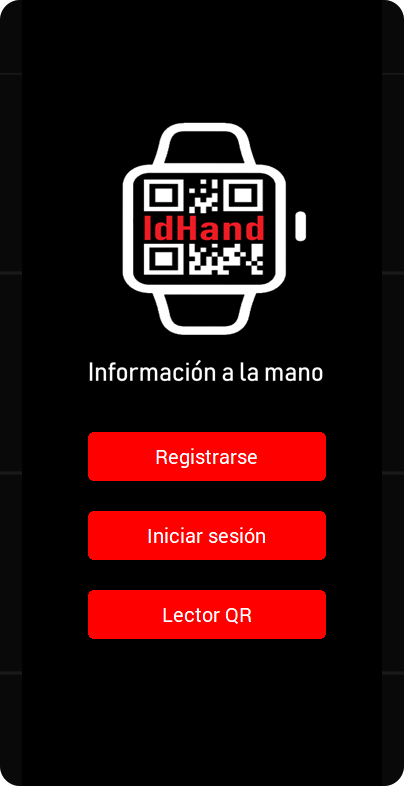 IdHand
Información a la mano
Registrarse
Iniciar sesión
Lector QR